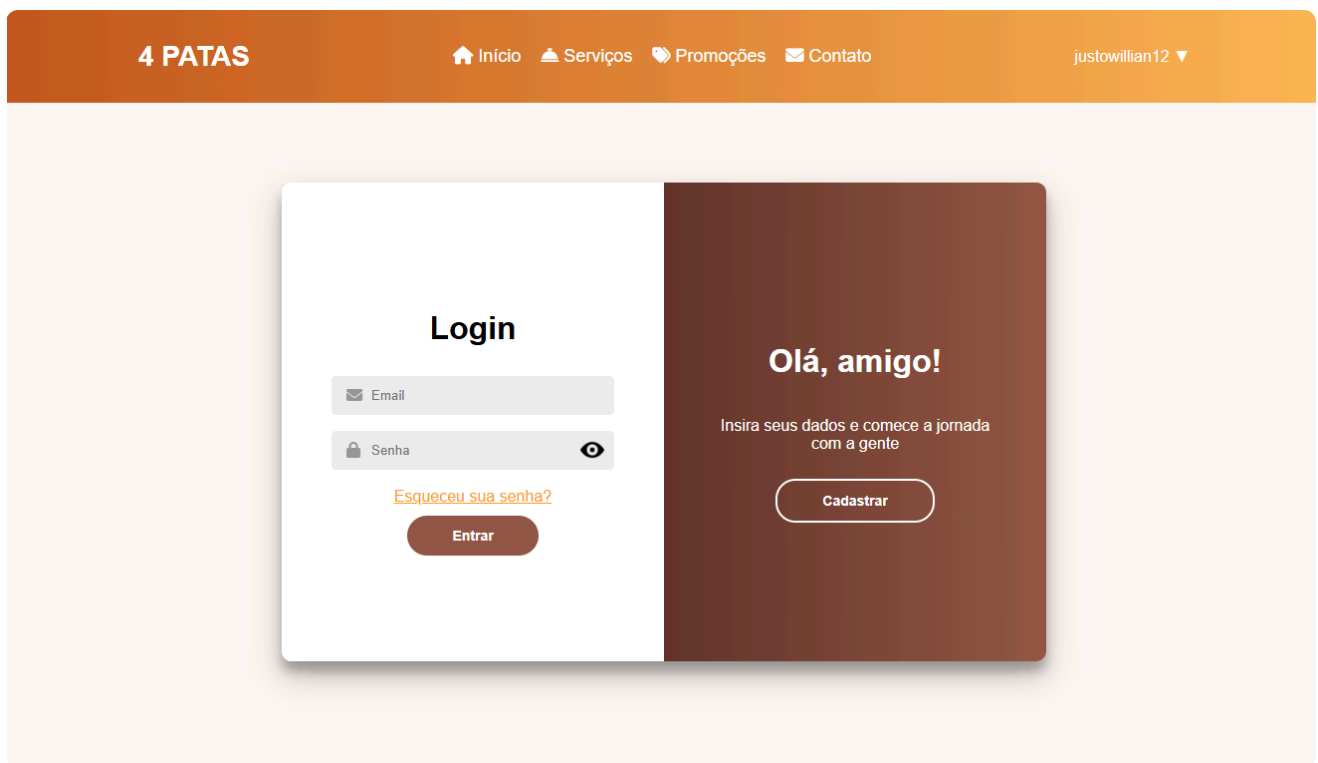 4 PATAS
Início Serviços Promoções Contato
justowillian12 ▼
Login
Email
Senha
Esqueceu sua senha?
Entrar
Olá, amigo!
Insira seus dados e comece a jornada
com a gente
Cadastrar